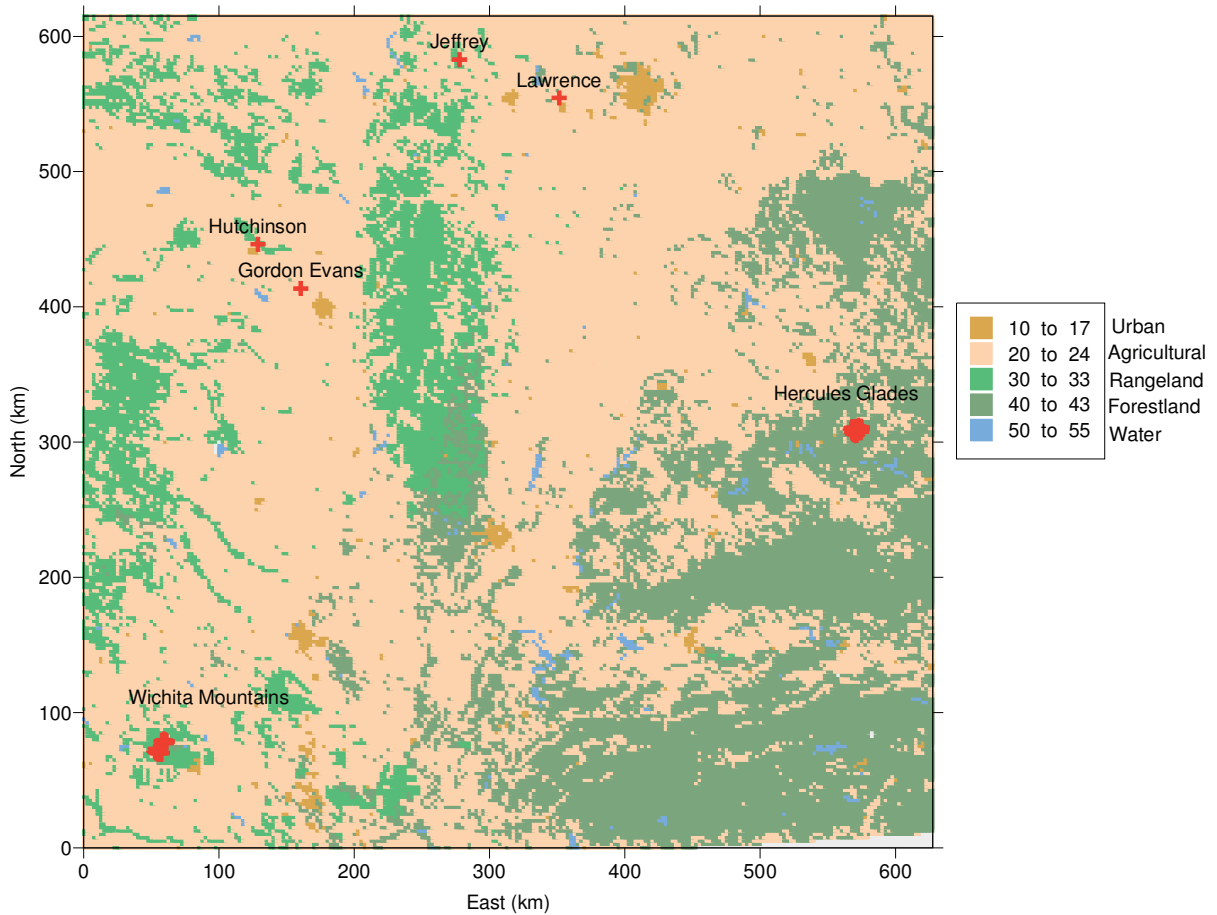 600
500
400
300
200
100
0
North (km)
0 100 200 300 400 500 600
East (km)
Jeffrey
Lawrence
Hutchinson
Gordon Evans
Hercules Glades
Wichita Mountains
10 to 17 Urban
20 to 24 Agricultural
30 to 33 Rangeland
40 to 43 Forestland
50 to 55 Water